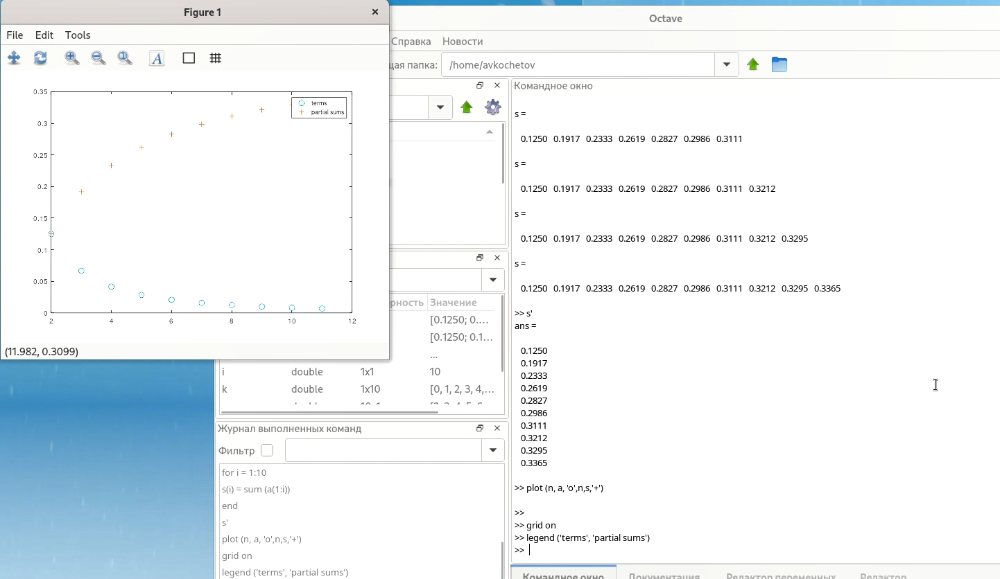 Figure 1
File Edit Tools
A
0.35
0.3
0.25
0.2
0.15
0.1
0.05
0
2 4 6 8 10 12
terms
partial sums
(11.982, 0.3099)
Octave
Справка Новости
щая папка: /home/avkochetov
рность Значение
[0.1250; 0....
[0.1250; 0.1...
...
i double 1x1 10
k double 1x10 [0, 1, 2, 3, 4,...
Журнал выполненных команд
Фильтр
for i = 1:10
s(i) = sum (a(1:i))
end
s'
plot (n, a, 'o',n,s,'+')
grid on
legend ('terms', 'partial sums')
Командное окно
s =
0.1250 0.1917 0.2333 0.2619 0.2827 0.2986 0.3111
s =
0.1250 0.1917 0.2333 0.2619 0.2827 0.2986 0.3111 0.3212
s =
0.1250 0.1917 0.2333 0.2619 0.2827 0.2986 0.3111 0.3212 0.3295
s =
0.1250 0.1917 0.2333 0.2619 0.2827 0.2986 0.3111 0.3212 0.3295 0.3365
>> s'
ans =
0.1250
0.1917
0.2333
0.2619
0.2827
0.2986
0.3111
0.3212
0.3295
0.3365
>> plot (n, a, 'o',n,s,'+')
>>
>> grid on
>> legend ('terms', 'partial sums')
>>
Командное окно Документация Редактор переменных Редактор